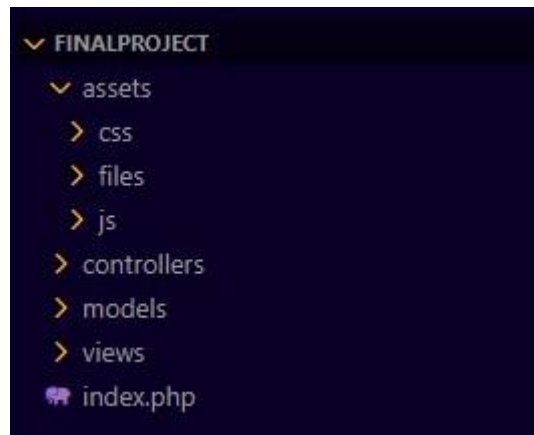 FINALPROJECT
assets
css
files
js
controllers
models
views
index.php